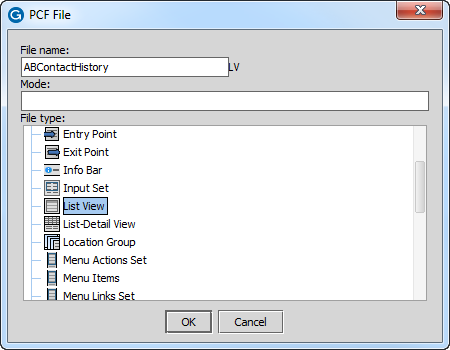 PCF File
File name:
ABContactHistory LV
Mode:
File type:
Entry Point
Exit Point
Info Bar
Input Set
List View
List-Detail View
Location Group
Menu Actions Set
Menu Items
Menu Links Set
OK Cancel